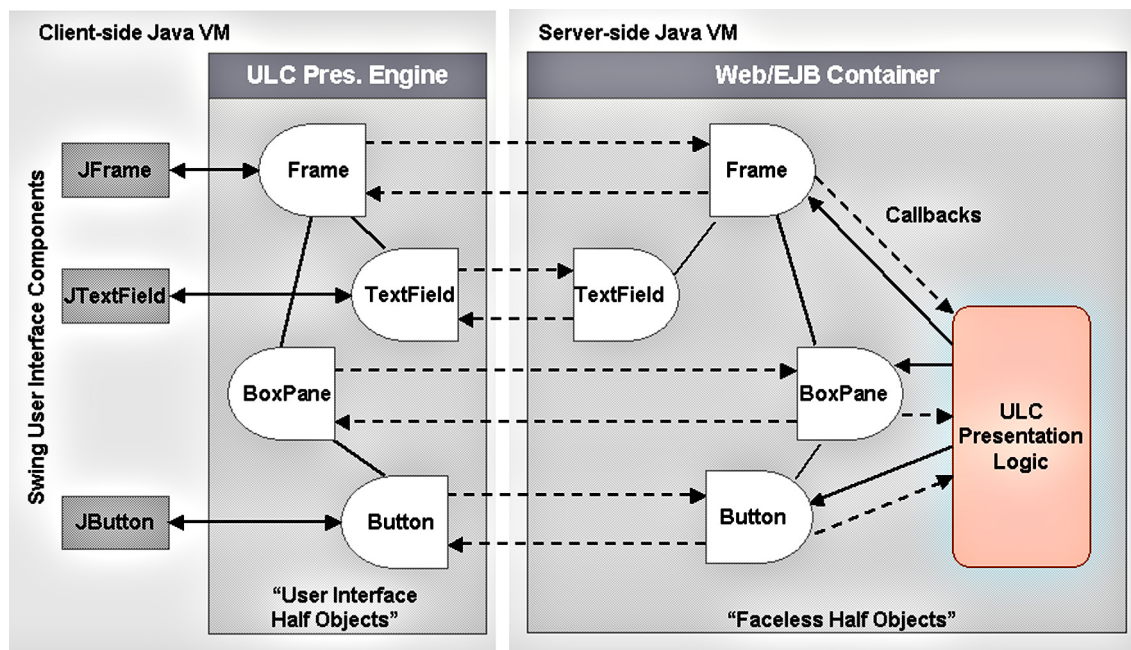 Client-side Java VM
Server-side Java VM
ULC Pres. Engine
Web/EJB Container
Swing User Interface Components
JFrame
Frame
Frame
Callbacks
JTextField
TextField
TextField
BoxPane
BoxPane
ULC
Presentation
Logic
JButton
Button
Button
“User Interface
Half Objects”
“Faceless Half Objects”